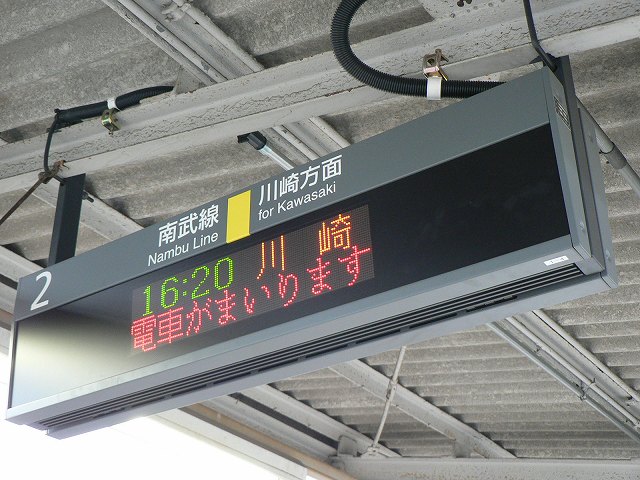 2
南武線
Nambu Line
川崎方面
for Kawasaki
16:20 川崎
電車がまいります